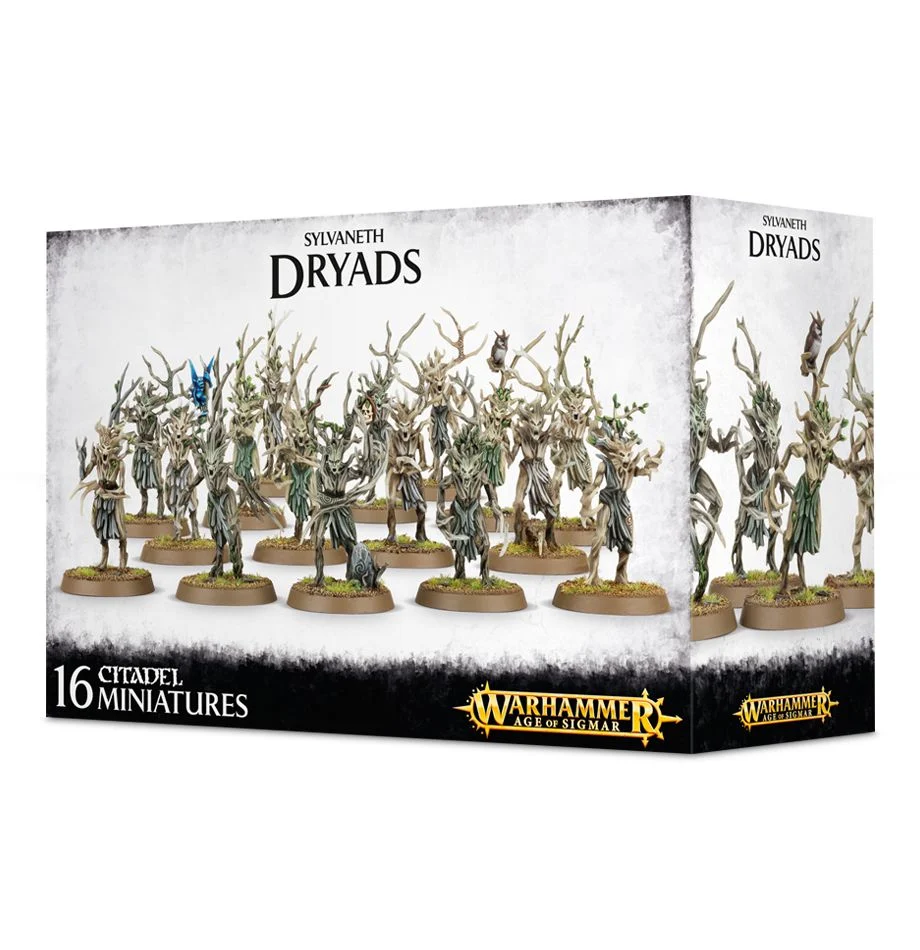 SYLVANETH
DRYADS
16 CITADEL
MINIATURES
WARHAMMER
AGE OF SIGMAR
SYLVANETH
DRYADS
WARHAMMER
AGE OF SIGMAR